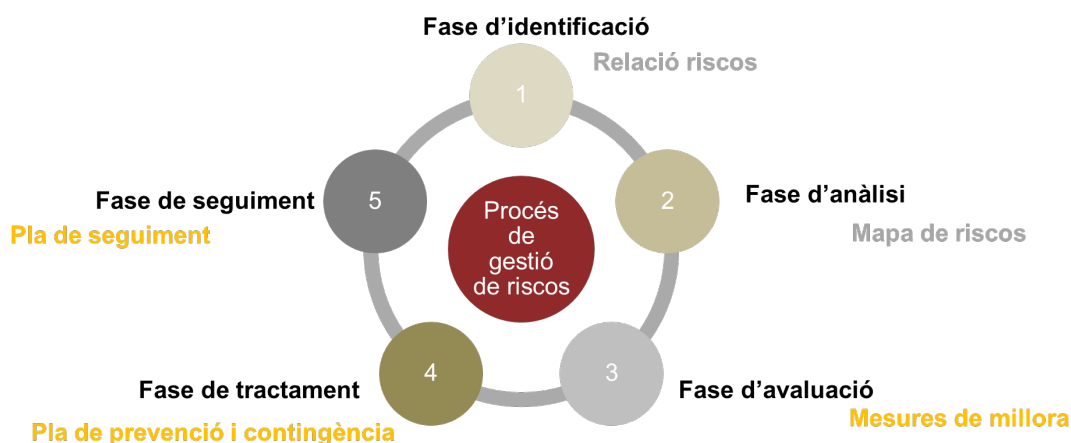 Fase d’identificació
Relació riscos
1
2
Fase d’anàlisi
Mapa de riscos
3
Fase d’avaluació
Mesures de millora
4
Fase de tractament
Pla de prevenció i contingència
5
Fase de seguiment
Pla de seguiment
Procés
de
gestió
de riscos